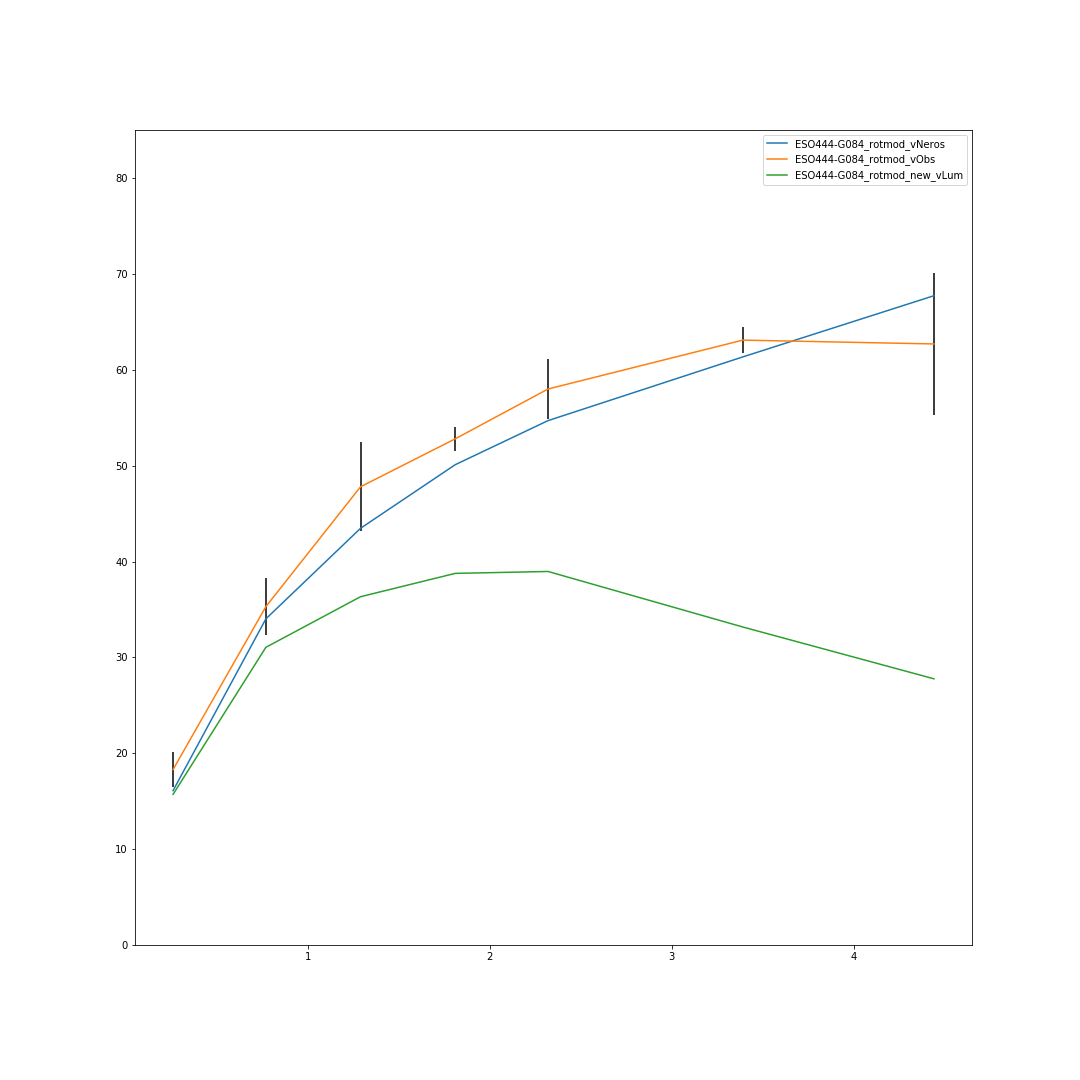 ESO444-G084_rotmod_vNeros
ESO444-G084_rotmod_vObs
ESO444-G084_rotmod_new_vLum
80
70
60
50
40
30
20
10
0
1 2 3 4